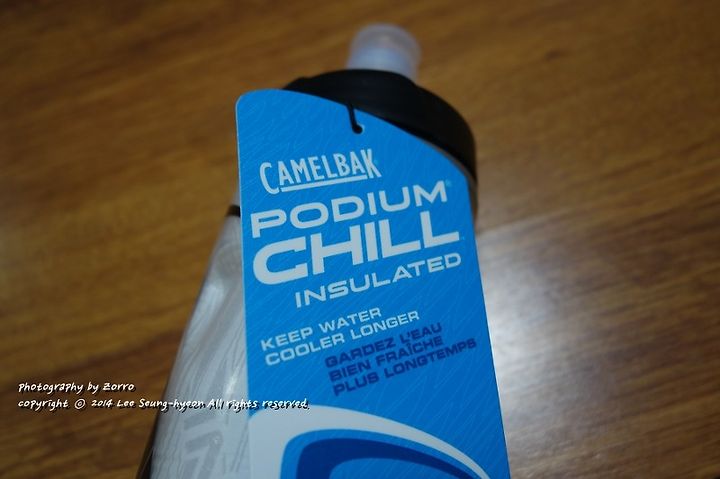 CAMELBAK
PODIUM®
CHILL
INSULATED
KEEP WATER
COOLER LONGER
GARDEZ L'EAU
BIEN FRAÎCHE
PLUS LONGTEMPS
Photography by Zorro
copyright © 2014 Lee Seung-hyeon All rights reserved.